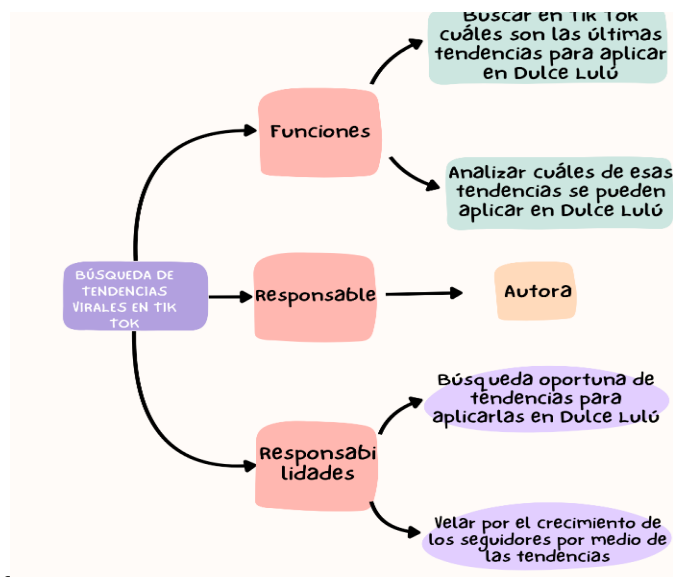 Buscar en Tik Tok
cuáles son las últimas
tendencias para aplicar
en Dulce Lulú
Funciones
Analizar cuáles de esas
tendencias se pueden
aplicar en Dulce Lulú
BÚSQUEDA DE
TENDENCIAS
VIRALES EN TIK
TOK
Responsable
Autora
Búsqueda oportuna de
tendencias para
aplicarlas en Dulce Lulú
Responsabi
lidades
Velar por el crecimiento de
los seguidores por medio de
las tendencias